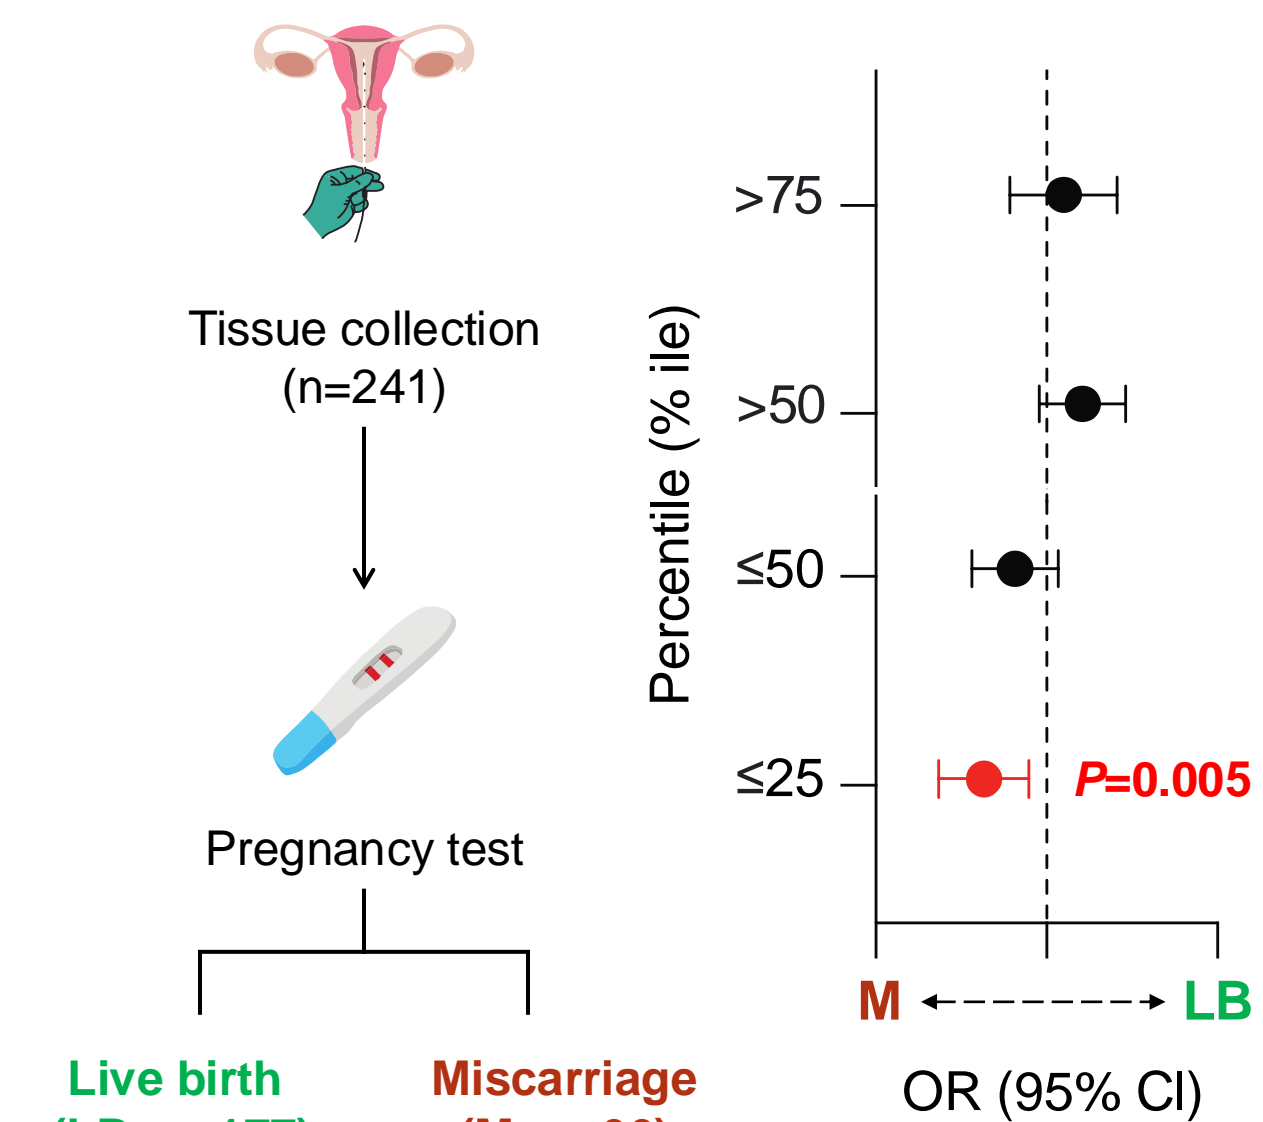 Tissue collection
(n=241)
Pregnancy test
Live birth
Miscarriage
Percentile (% ile)
>75
>50
≤50
≤25
P=0.005
M
LB
OR (95% CI)